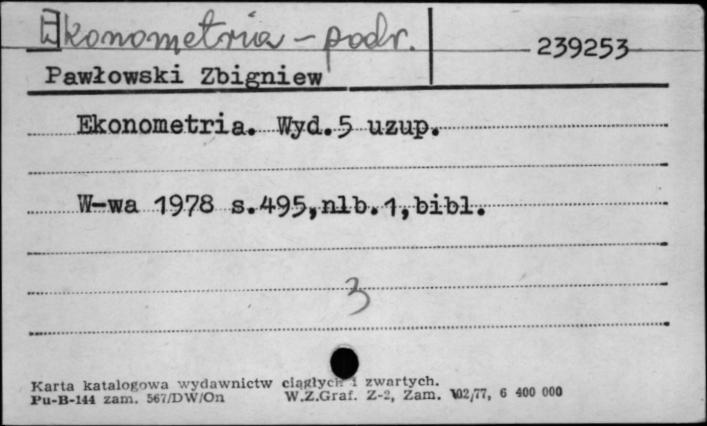 Ekonometria - podr.
239253
Pawłowski Zbigniew
Ekonometria. Wyd.5 uzup.
W-wa 1978 s.495,nlb.1,bibl.
3
Karta katalogowa wydawnictw ciągłych i zwartych.
Pu-B-144 zam. 567/DW/On W.Z.Graf. Z-2, Zam. 102/77, 6 400 000